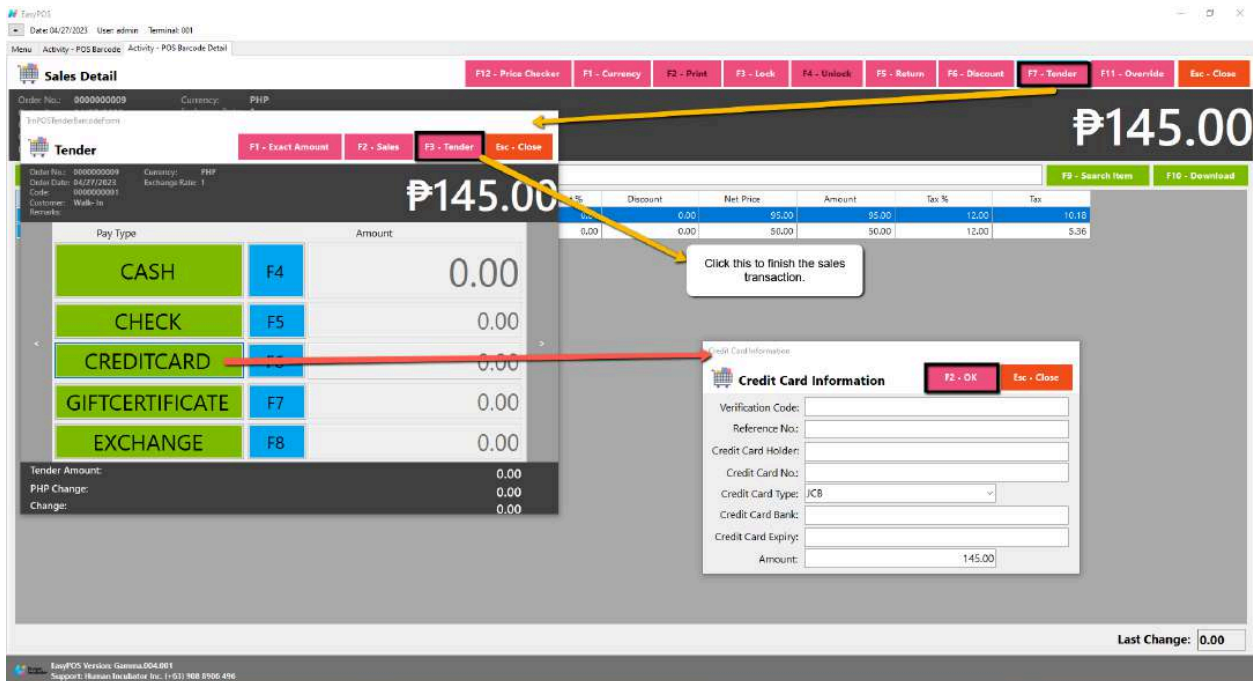 EasyPOS
Date: 04/27/2023 User: admin Terminal: 001
Menu Activity - POS Barcode Activity - POS Barcode Detail
Sales Detail
F12 - Price Checker F1 - Currency F2 - Print F3 - Lock F4 - Unlock F5 - Return F6 - Discount F7 - Tender F11 - Override Esc - Close
Order No.: 0000000009 Currency: PHP
₱145.00
TrnPOSTenderBarcodeForm
Tender
F1 - Exact Amount F2 - Sales F3 - Tender Esc - Close
Order No.: 0000000009 Currency: PHP
Order Date: 04/27/2023 Exchange Rate: 1
Code: 0000000001
Customer: Walk- In
Remarks:
₱145.00
F9 - Search Item F10 - Download
Discount Net Price Amount Tax % Tax
0.00 95.00 95.00 12.00 10.18
0.00 0.00 50.00 50.00 12.00 5.36
Pay Type Amount
CASH F4 0.00
CHECK F5 0.00
CREDITCARD F6 0.00
GIFTCERTIFICATE F7 0.00
EXCHANGE F8 0.00
Tender Amount: 0.00
PHP Change: 0.00
Change: 0.00
Click this to finish the sales
transaction.
Credit Card Information
Credit Card Information
F2 - OK Esc - Close
Verification Code:
Reference No.:
Credit Card Holder:
Credit Card No.:
Credit Card Type: JCB
Credit Card Bank:
Credit Card Expiry:
Amount: 145.00
Last Change: 0.00
EasyPOS Version: Gamma.004.001
Support: Human Incubator Inc. (+63) 908 8906 496